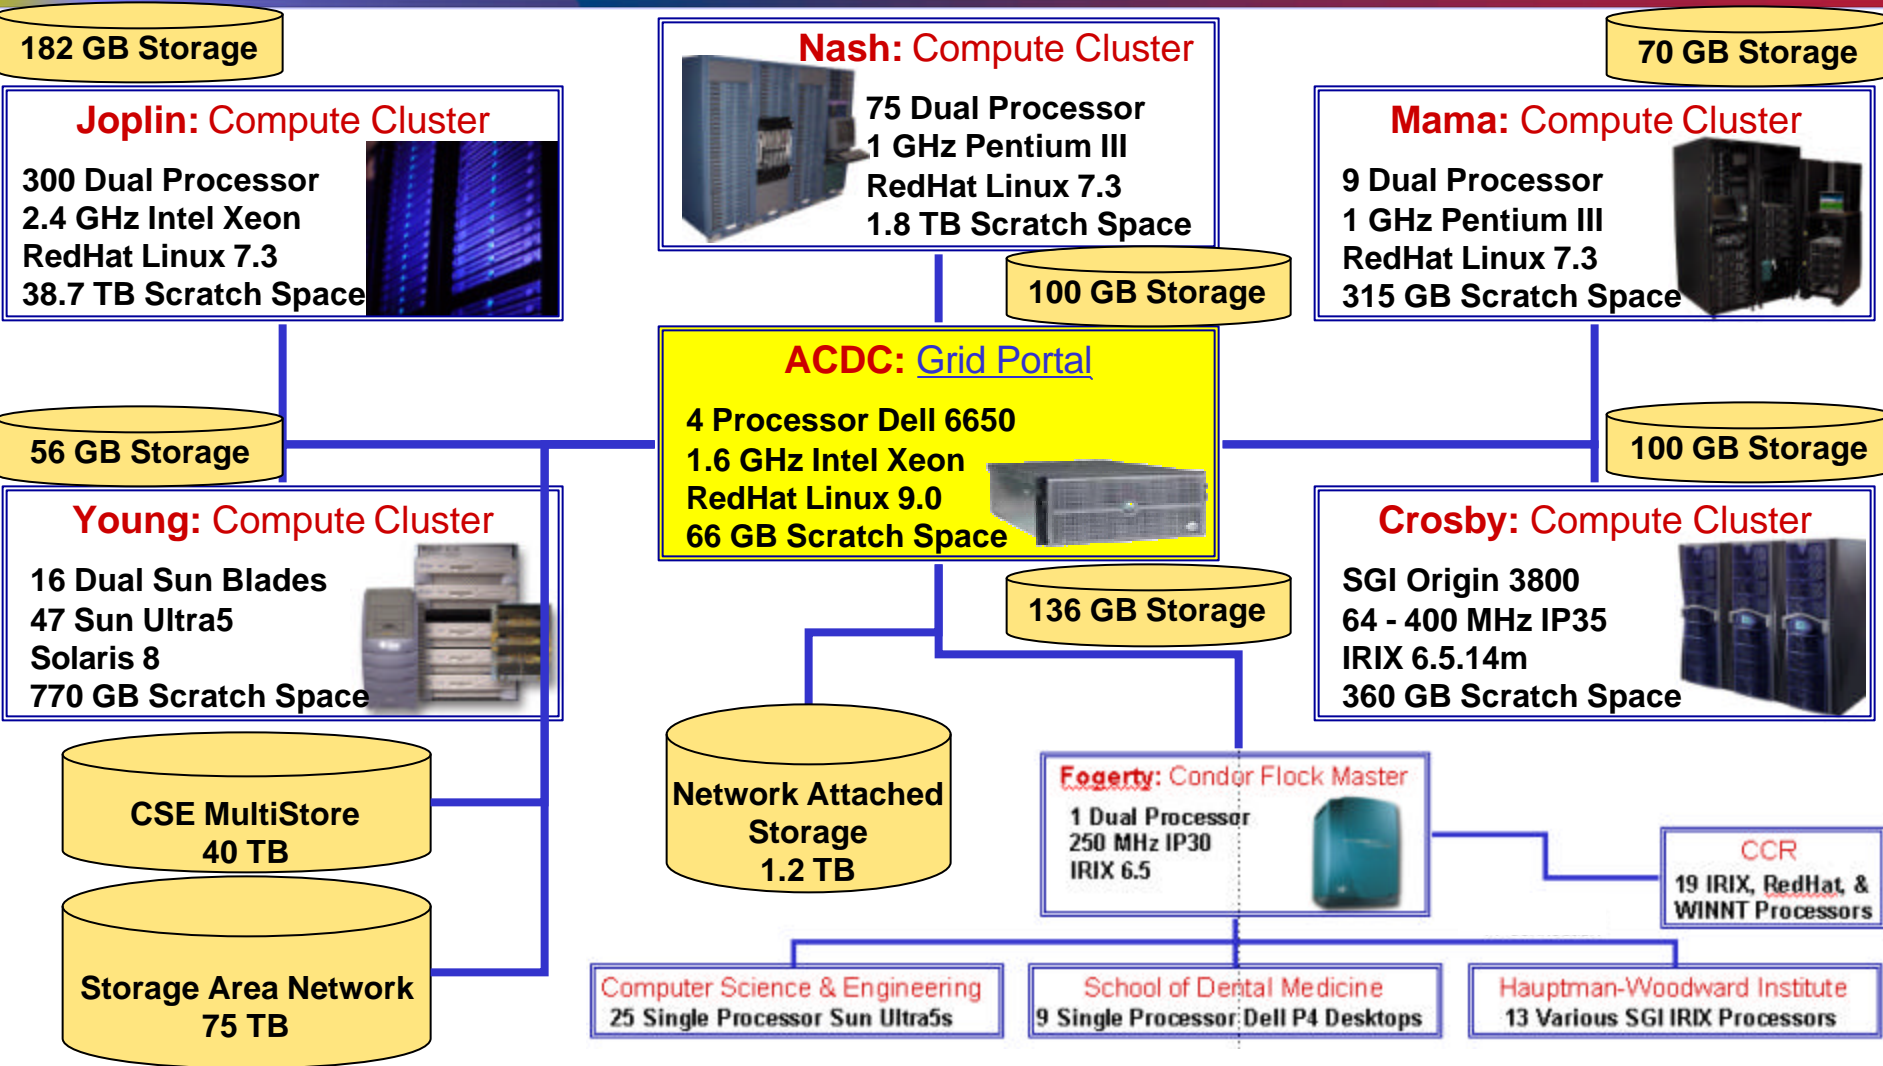 182 GB Storage
Joplin: Compute Cluster
300 Dual Processor
2.4 GHz Intel Xeon
RedHat Linux 7.3
38.7 TB Scratch Space
Nash: Compute Cluster
75 Dual Processor
1 GHz Pentium III
RedHat Linux 7.3
1.8 TB Scratch Space
70 GB Storage
Mama: Compute Cluster
9 Dual Processor
1 GHz Pentium III
RedHat Linux 7.3
315 GB Scratch Space
100 GB Storage
56 GB Storage
Young: Compute Cluster
16 Dual Sun Blades
47 Sun Ultra5
Solaris 8
770 GB Scratch Space
ACDC: Grid Portal
4 Processor Dell 6650
1.6 GHz Intel Xeon
RedHat Linux 9.0
66 GB Scratch Space
100 GB Storage
Crosby: Compute Cluster
SGI Origin 3800
64 - 400 MHz IP35
IRIX 6.5.14m
360 GB Scratch Space
136 GB Storage
CSE MultiStore
40 TB
Storage Area Network
75 TB
Network Attached
Storage
1.2 TB
Fogerty: Condor Flock Master
1 Dual Processor
250 MHz IP30
IRIX 6.5
CCR
19 IRIX, RedHat, &
WINNT Processors
Computer Science & Engineering
25 Single Processor Sun Ultra5s
School of Dental Medicine
9 Single Processor Dell P4 Desktops
Hauptman-Woodward Institute
13 Various SGI IRIX Processors